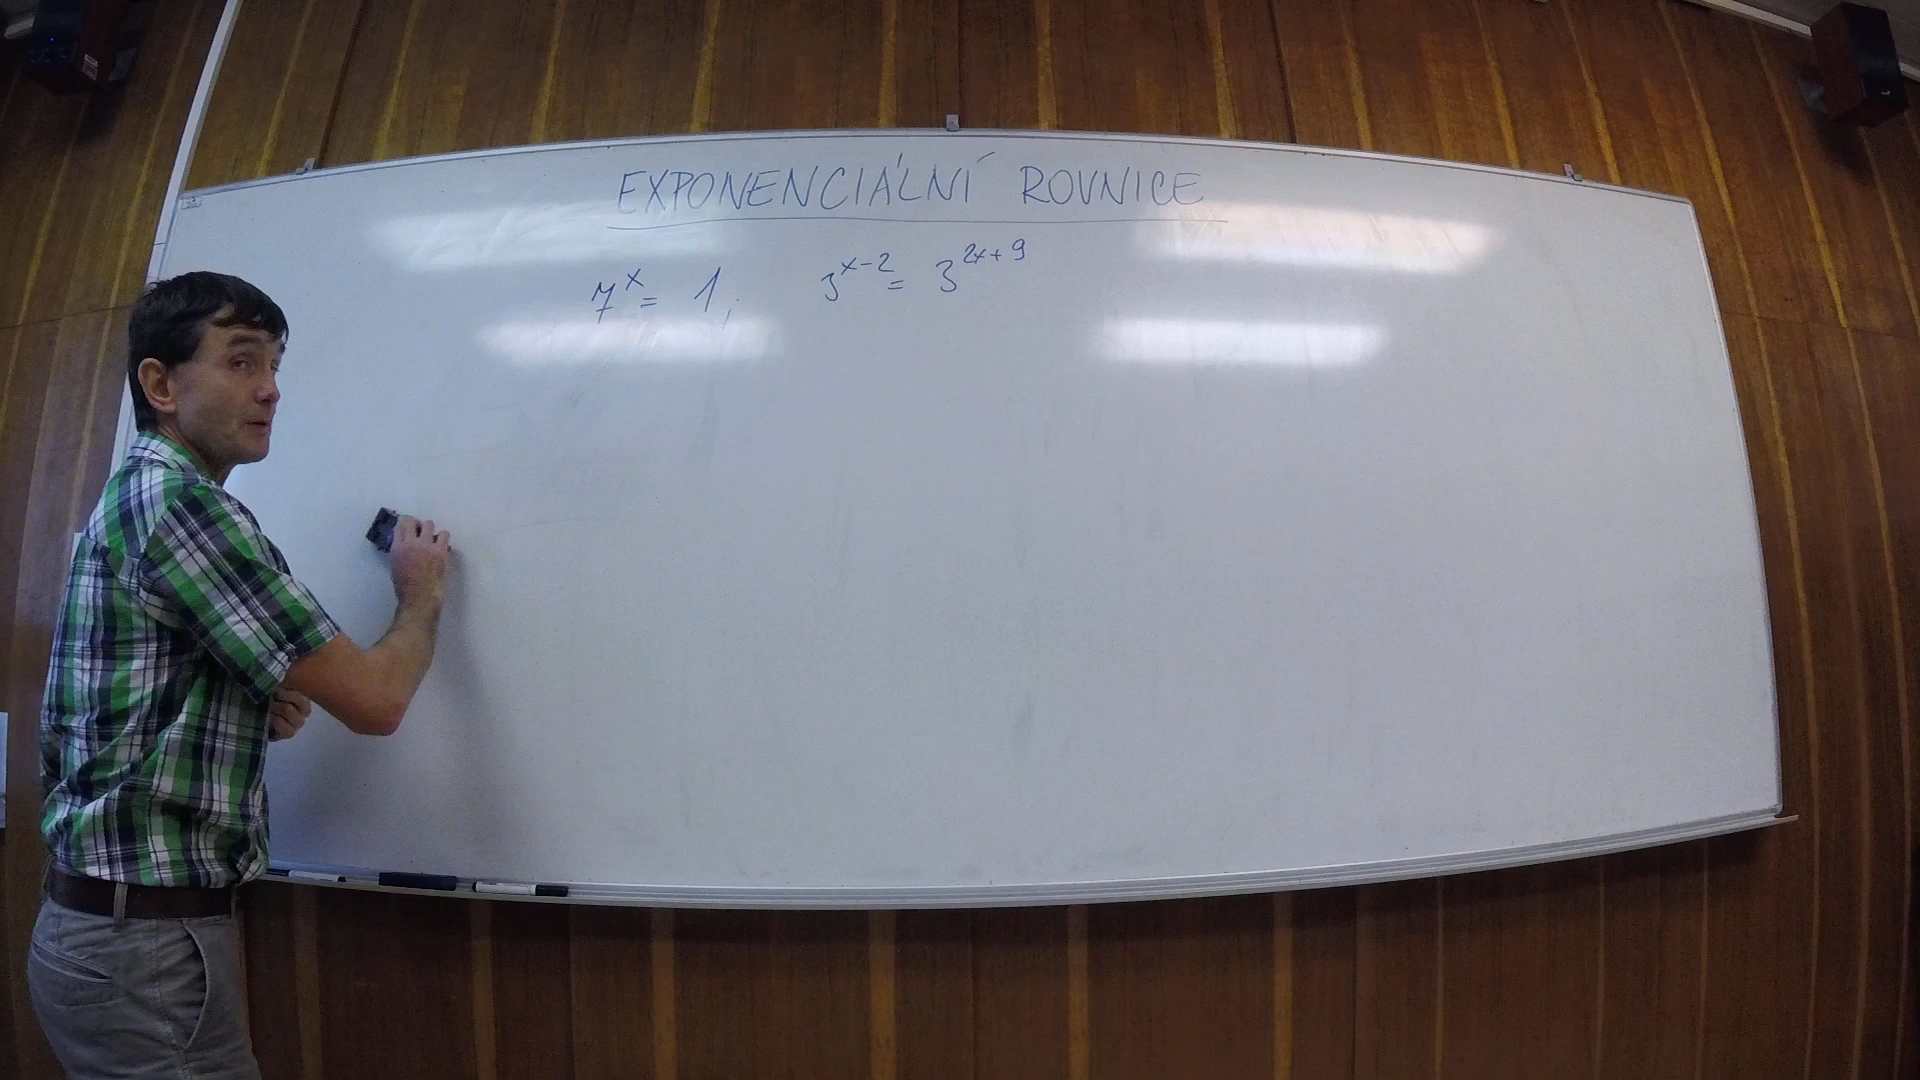 EXPONENCIÁLNÍ ROVNICE
7^x = 1; 3^{x-2} = 3^{2x+9}